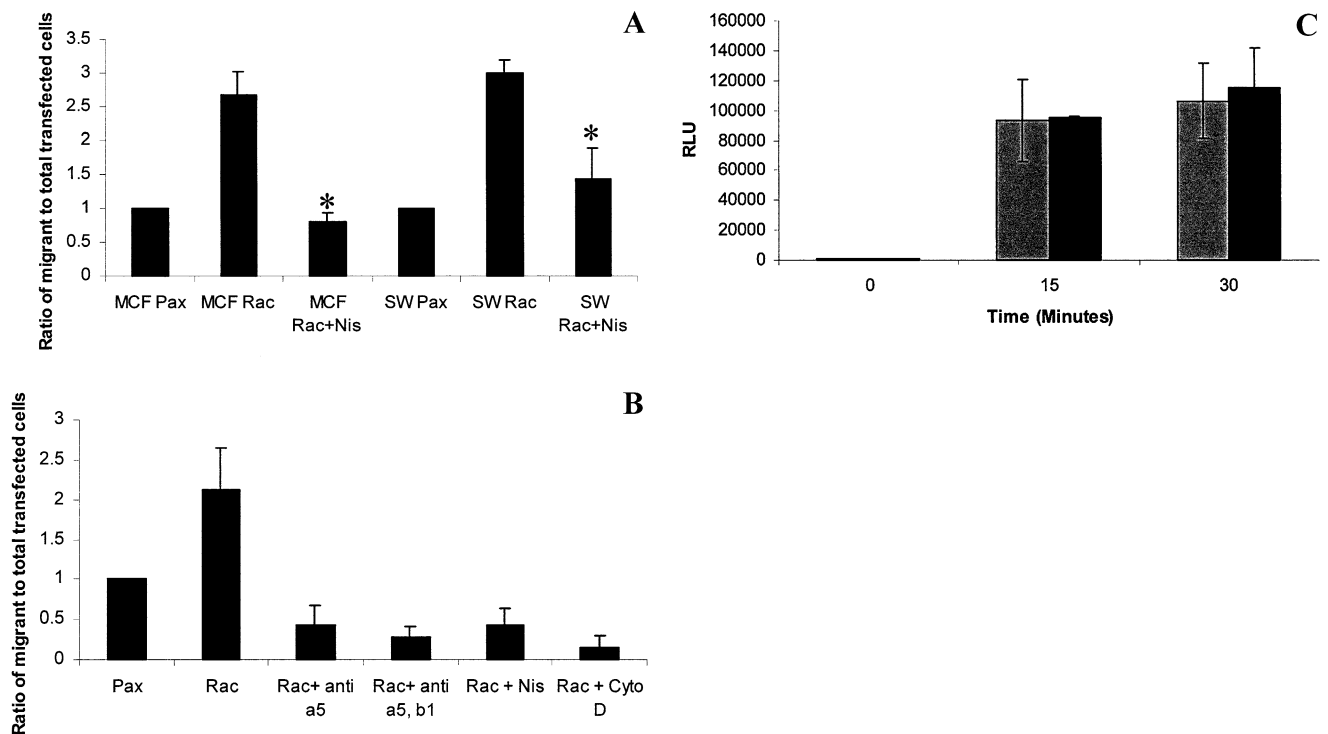 A
Ratio of migrant to total transfected cells
3.5
3
2.5
2
1.5
1
0.5
0
*
*
MCF Pax
MCF Rac
MCF
Rac+Nis
SW Pax
SW Rac
SW
Rac+Nis
C
RLU
160000
140000
120000
100000
80000
60000
40000
20000
0
0
15
30
Time (Minutes)
B
Ratio of migrant to total transfected cells
3
2.5
2
1.5
1
0.5
0
Pax
Rac
Rac+ anti
a5
Rac+ anti
a5, b1
Rac + Nis
Rac + Cyto
D